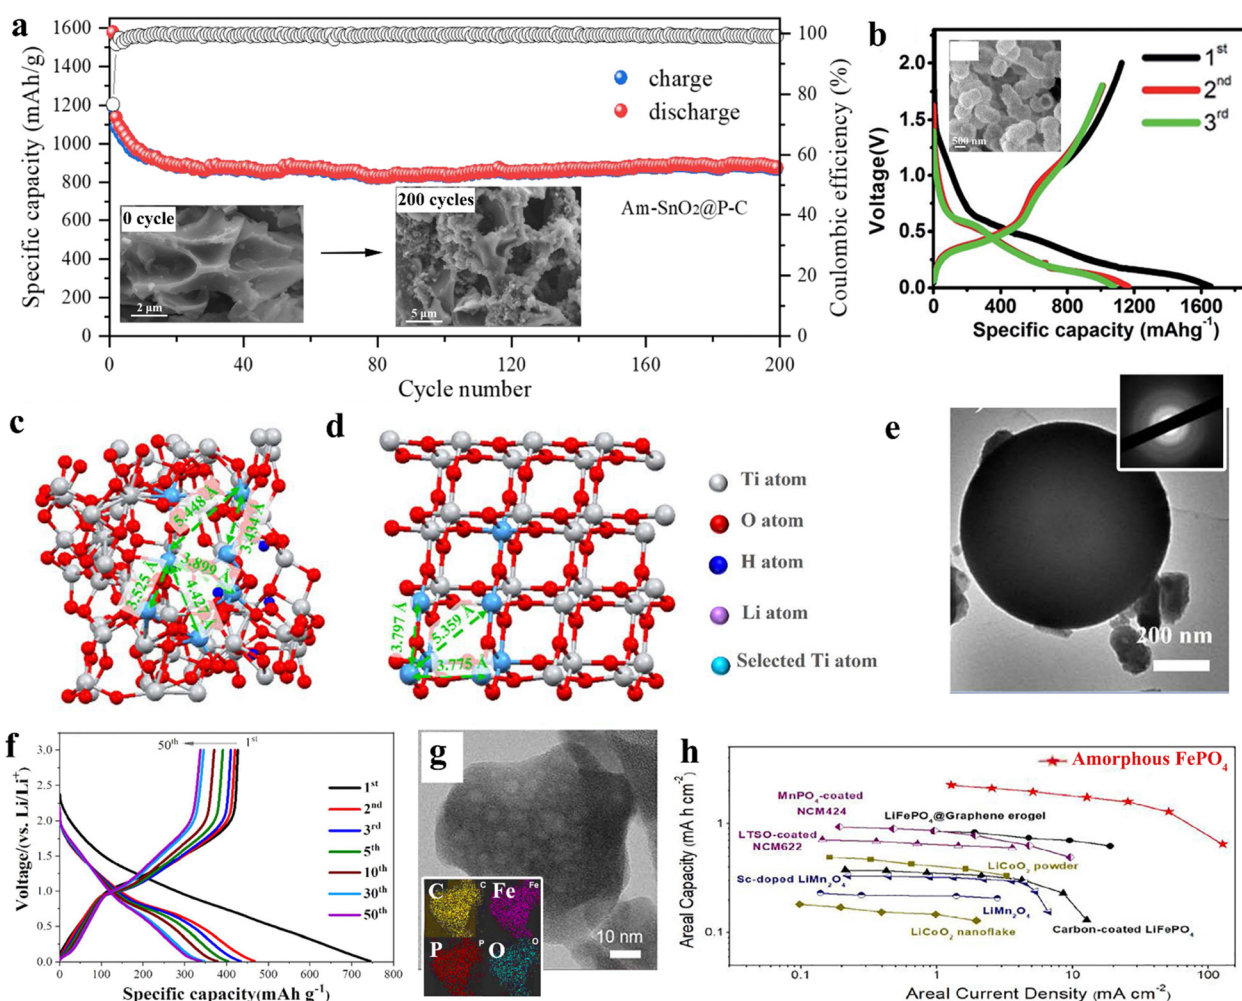 a
1600
1400
1200
1000
800
600
400
200
0
Specific capacity (mAh/g)
charge
discharge
0 cycle
2 µm
200 cycles
5 µm
Am-SnO₂@P-C
100
80
60
40
20
0
Coulombic efficiency (%)
0 40 80 120 160 200
Cycle number
b
2.0
1.5
1.0
0.5
0.0
Voltage(V)
500 nm
1st
2nd
3rd
0 400 800 1200 1600
Specific capacity (mAhg⁻¹)
c
5.448 Å
3.434 Å
3.899 Å
3.525 Å
4.427
d
3.797 Å
5.359 Å
3.775 Å
Ti atom
O atom
H atom
Li atom
Selected Ti atom
e
200 nm
f
3.0
2.5
2.0
1.5
1.0
0.5
0.0
Voltage/(vs. Li/Li⁺)
50th 1st
1st
2nd
3rd
5th
10th
30th
50th
0 100 200 300 400 500 600 700 800
Specific capacity(mAh g⁻¹)
g
C C
Fe Fe
P P
O O
10 nm
h
Areal Capacity (mA h cm⁻²)
1
0.1
Amorphous FePO₄
MnPO₄-coated
NCM424
LiFePO₄@Graphene erogel
LTSO-coated
NCM622
LiCoO₂ powder
Sc-doped LiMn₂O₄
LiMn₂O₄
LiCoO₂ nanoflake
Carbon-coated LiFePO₄
0.1 1 10 100
Areal Current Density (mA cm⁻²)